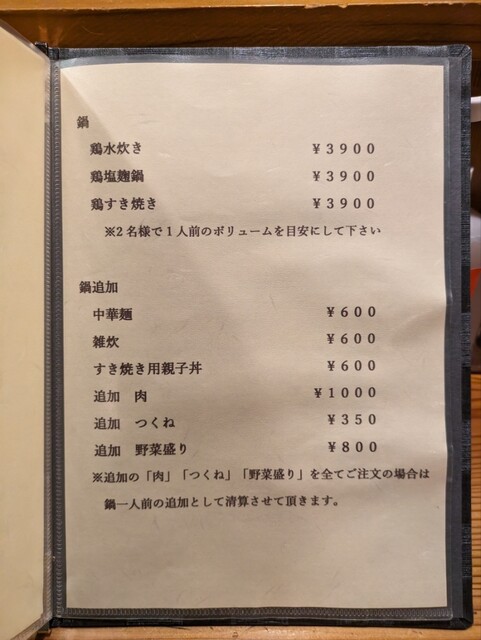 鍋
鶏水炊き ¥3900
鶏塩麹鍋 ¥3900
鶏すき焼き ¥3900
※2名様で1人前のボリュームを目安にして下さい
鍋追加
中華麺 ¥600
雑炊 ¥600
すき焼き用親子丼 ¥600
追加 肉 ¥1000
追加 つくね ¥350
追加 野菜盛り ¥800
※追加の「肉」「つくね」「野菜盛り」を全てご注文の場合は
鍋一人前の追加として清算させて頂きます。